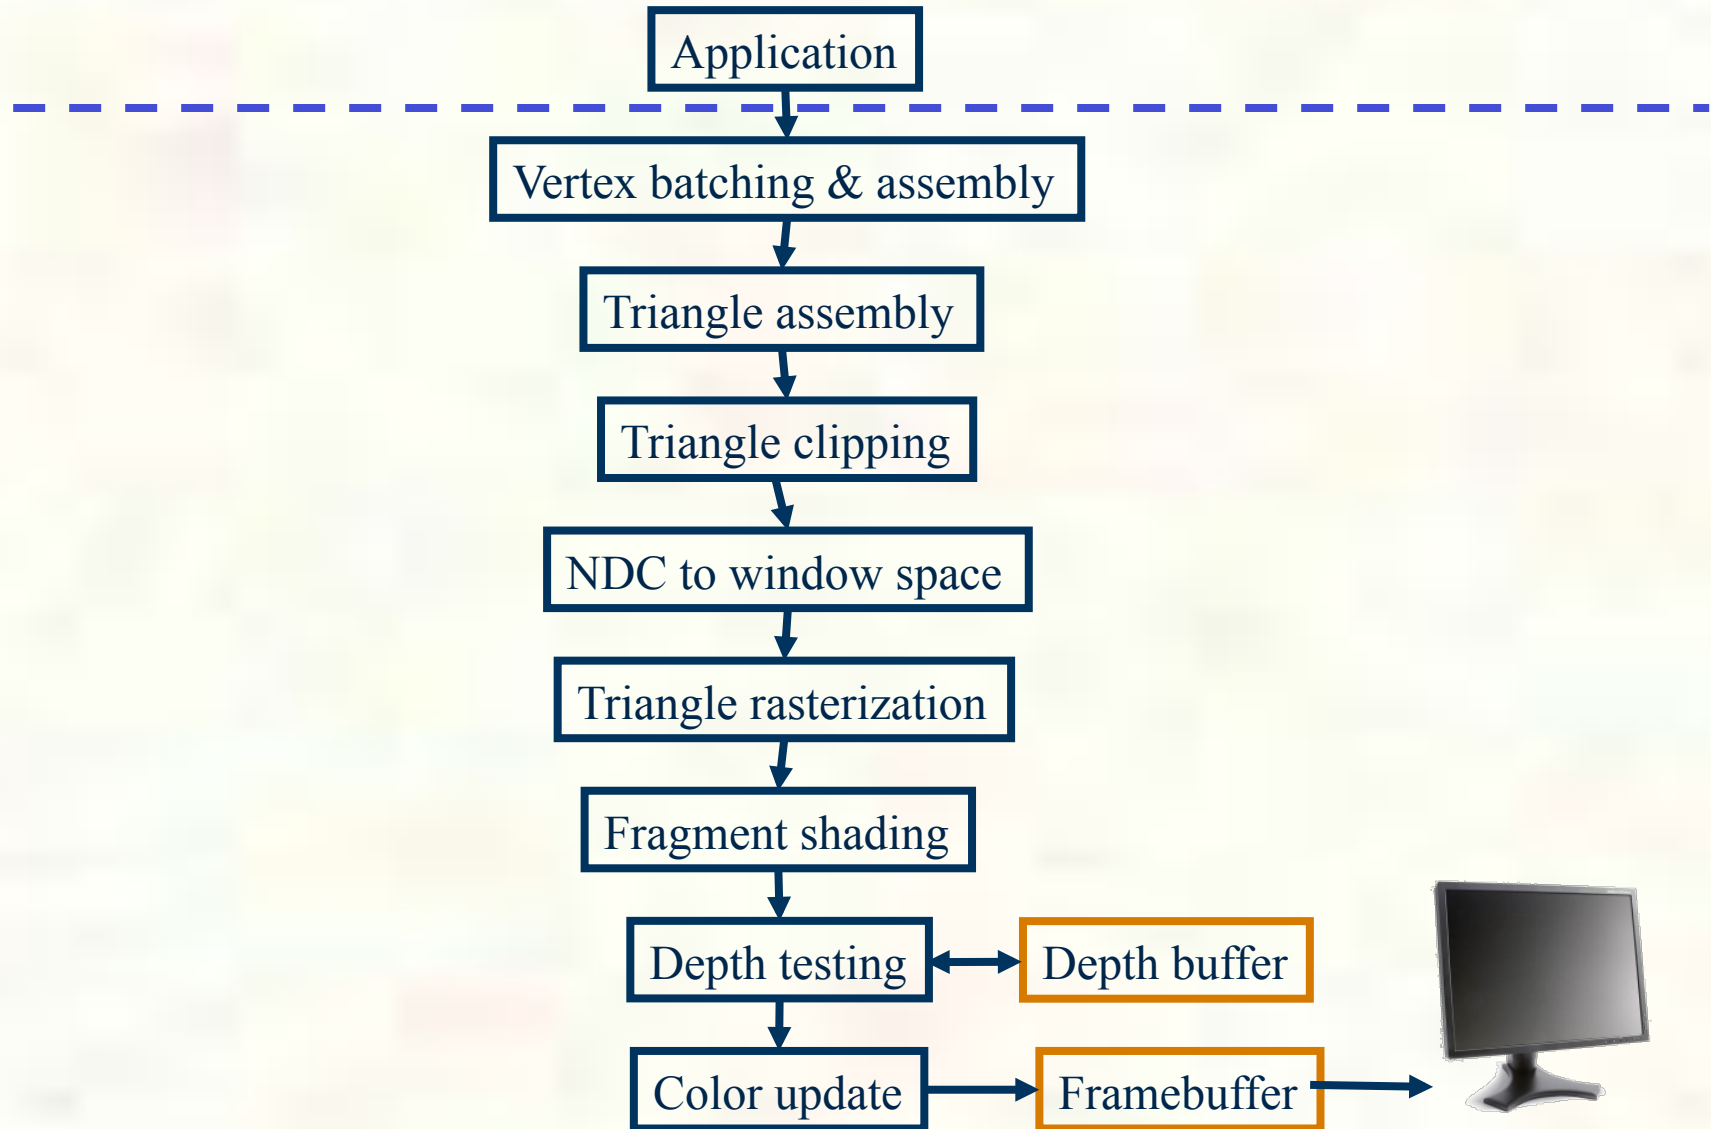 Application
Vertex batching & assembly
Triangle assembly
Triangle clipping
NDC to window space
Triangle rasterization
Fragment shading
Depth testing
Depth buffer
Color update
Framebuffer